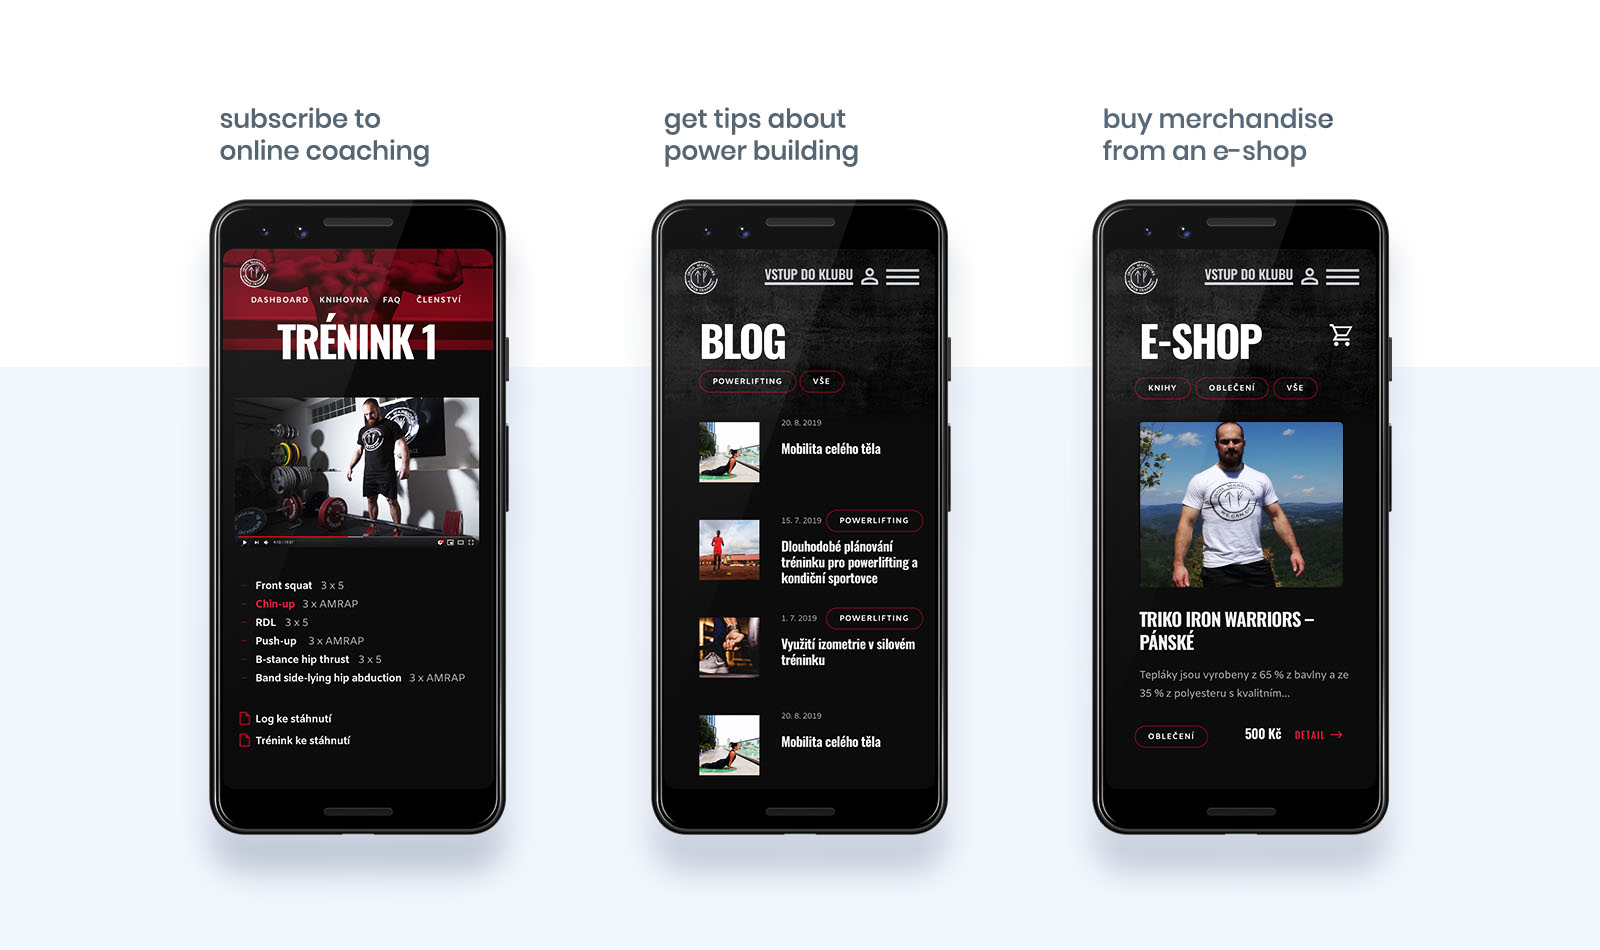 subscribe to
online coaching
DASHBOARD KNIHOVNA FAQ ČLENSTVÍ
TRÉNINK 1
Front squat 3 x 5
Chin-up 3 x AMRAP
RDL 3 x 5
Push-up 3 x AMRAP
B-stance hip thrust 3 x 5
Band side-lying hip abduction 3 x AMRAP
Log ke stáhnutí
Trénink ke stáhnutí
get tips about
power building
VSTUP DO KLUBU
BLOG
POWERLIFTING VŠE
20. 8. 2019
Mobilita celého těla
15. 7. 2019 POWERLIFTING
Dlouhodobé plánování
tréninku pro powerlifting a
kondiční sportovce
1. 7. 2019 POWERLIFTING
Využití izometrie v silovém
tréninku
20. 8. 2019
Mobilita celého těla
buy merchandise
from an e-shop
VSTUP DO KLUBU
E-SHOP
KNIHY OBLEČENÍ VŠE
IRON WARRIORS
WE CAN DO
TRIKO IRON WARRIORS –
PÁNSKÉ
Tepláky jsou vyrobeny z 65 % z bavlny a ze
35 % z polyesteru s kvalitním...
OBLEČENÍ 500 Kč DETAIL →